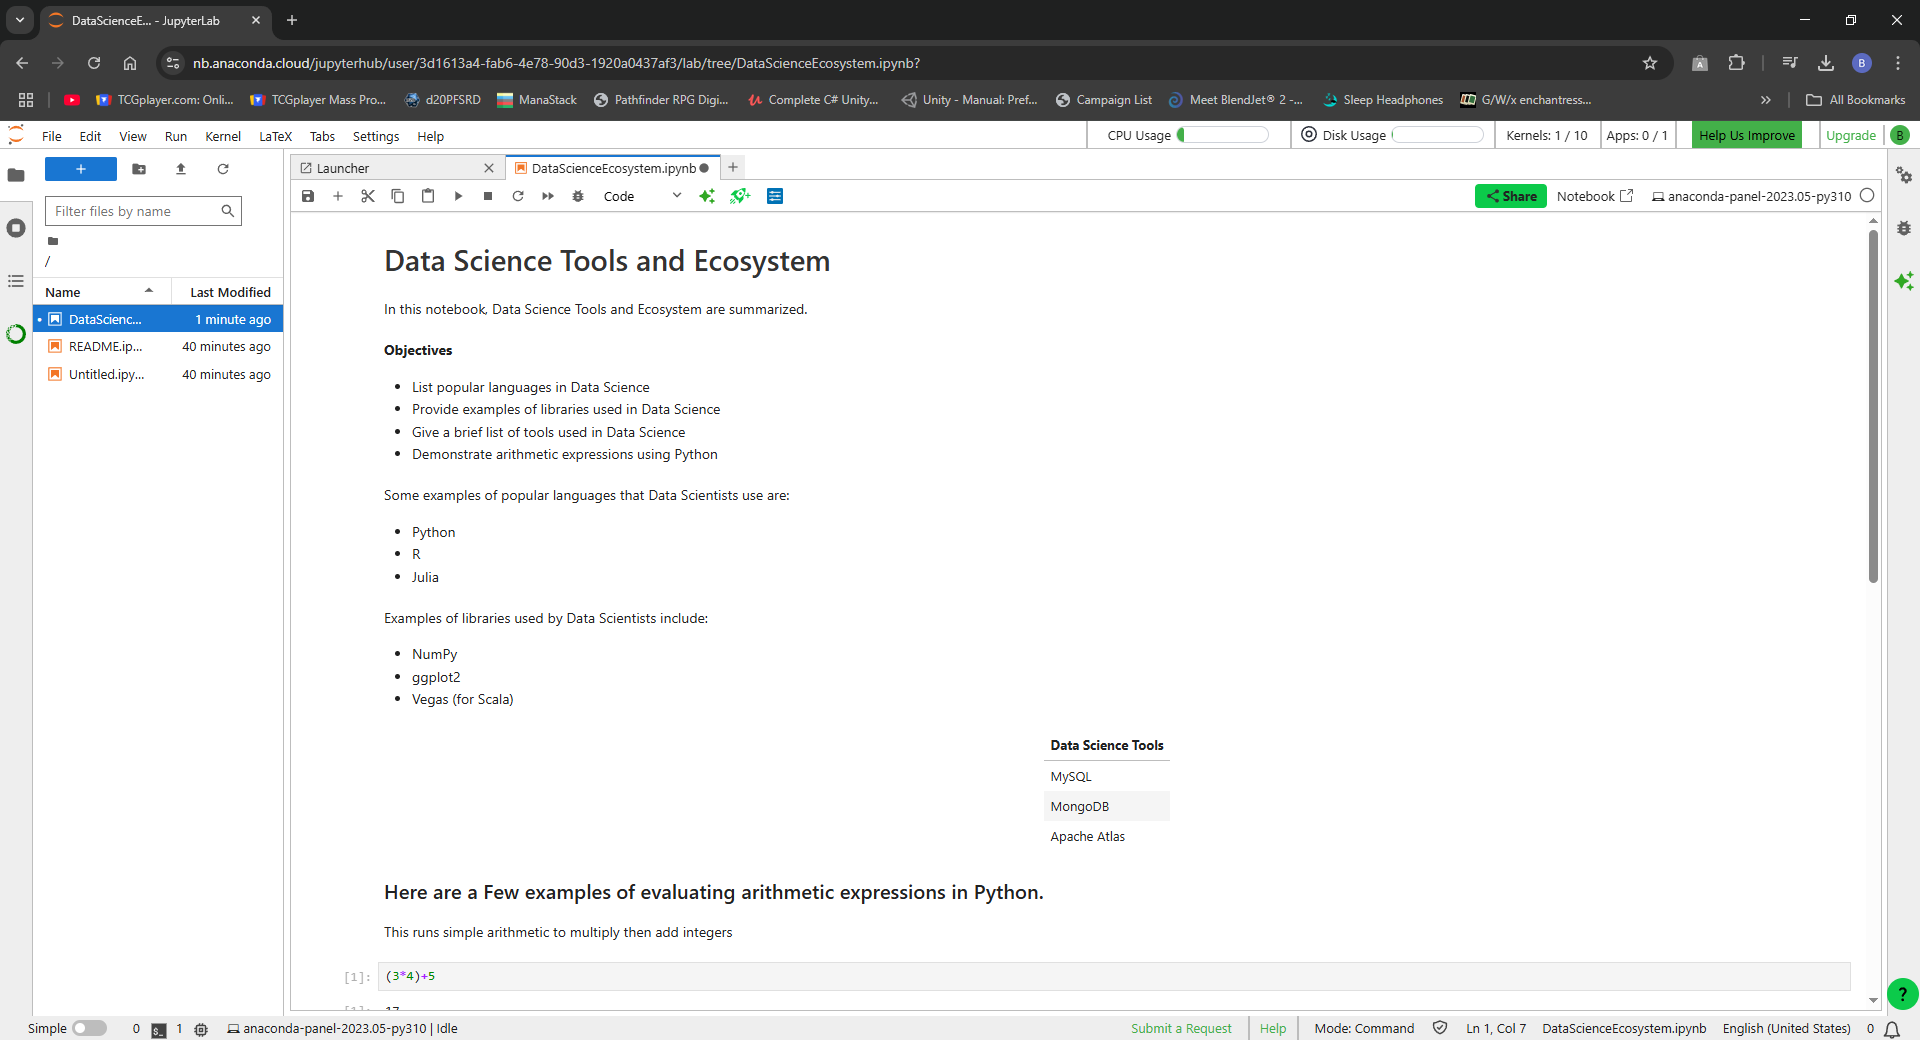 DataScienceE... - JupyterLab
nb.anaconda.cloud/jupyterhub/user/3d1613a4-fab6-4e78-90d3-1920a0437af3/lab/tree/DataScienceEcosystem.ipynb?
B
TCGplayer.com: Onli...
TCGplayer Mass Pro...
d20PFSRD
ManaStack
Pathfinder RPG Digi...
Complete C# Unity...
Unity - Manual: Pref...
Campaign List
Meet BlendJet® 2 -...
Sleep Headphones
G/W/x enchantress...
All Bookmarks
File Edit View Run Kernel LaTeX Tabs Settings Help
CPU Usage
Disk Usage
Kernels: 1 / 10
Apps: 0 / 1
Help Us Improve
Upgrade
B
Launcher
DataScienceEcosystem.ipynb
Code
Share
Notebook
anaconda-panel-2023.05-py310
Filter files by name
/
Name Last Modified
DataScienc... 1 minute ago
README.ip... 40 minutes ago
Untitled.ipy... 40 minutes ago
Data Science Tools and Ecosystem
In this notebook, Data Science Tools and Ecosystem are summarized.
Objectives
• List popular languages in Data Science
• Provide examples of libraries used in Data Science
• Give a brief list of tools used in Data Science
• Demonstrate arithmetic expressions using Python
Some examples of popular languages that Data Scientists use are:
• Python
• R
• Julia
Examples of libraries used by Data Scientists include:
• NumPy
• ggplot2
• Vegas (for Scala)
Data Science Tools
MySQL
MongoDB
Apache Atlas
Here are a Few examples of evaluating arithmetic expressions in Python.
This runs simple arithmetic to multiply then add integers
[1]: (3*4)+5
[1]: 17
?
Simple 0 1 anaconda-panel-2023.05-py310 | Idle
Submit a Request Help Mode: Command Ln 1, Col 7 DataScienceEcosystem.ipynb English (United States) 0